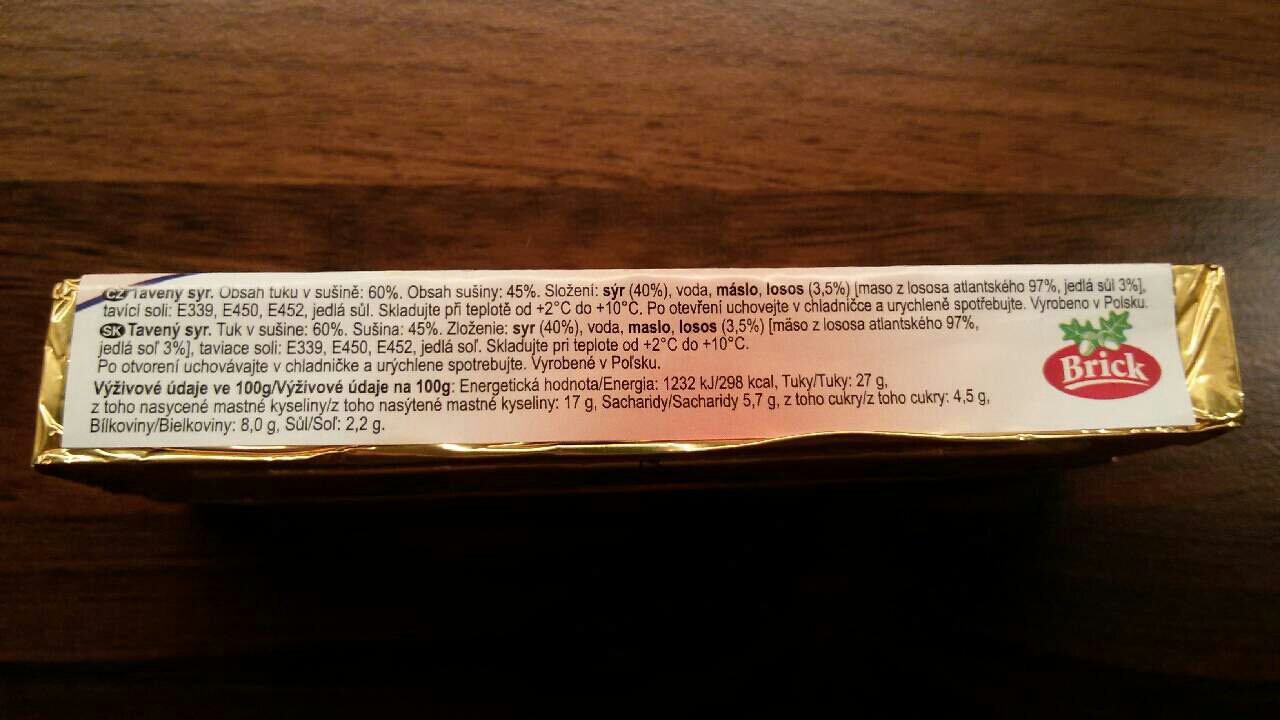 CZ Tavený sýr. Obsah tuku v sušině: 60%. Obsah sušiny: 45%. Složení: sýr (40%), voda, máslo, losos (3,5%) [maso z lososa atlantského 97%, jedlá sůl 3%],
tavící soli: E339, E450, E452, jedlá sůl. Skladujte při teplotě od +2°C do +10°C. Po otevření uchovejte v chladničce a urychleně spotřebujte. Vyrobeno v Polsku.
SK Tavený syr. Tuk v sušine: 60%. Sušina: 45%. Zloženie: syr (40%), voda, maslo, losos (3,5%) [mäso z lososa atlantského 97%,
jedlá soľ 3%], taviace soli: E339, E450, E452, jedlá soľ. Skladujte pri teplote od +2°C do +10°C.
Po otvorení uchovávajte v chladničke a urýchlene spotrebujte. Vyrobené v Poľsku.
Výživové údaje ve 100g/Výživové údaje na 100g: Energetická hodnota/Energia: 1232 kJ/298 kcal, Tuky/Tuky: 27 g,
z toho nasycené mastné kyseliny/z toho nasýtené mastné kyseliny: 17 g, Sacharidy/Sacharidy 5,7 g, z toho cukry/z toho cukry: 4,5 g,
Bílkoviny/Bielkoviny: 8,0 g, Sůl/Soľ: 2,2 g.
Brick